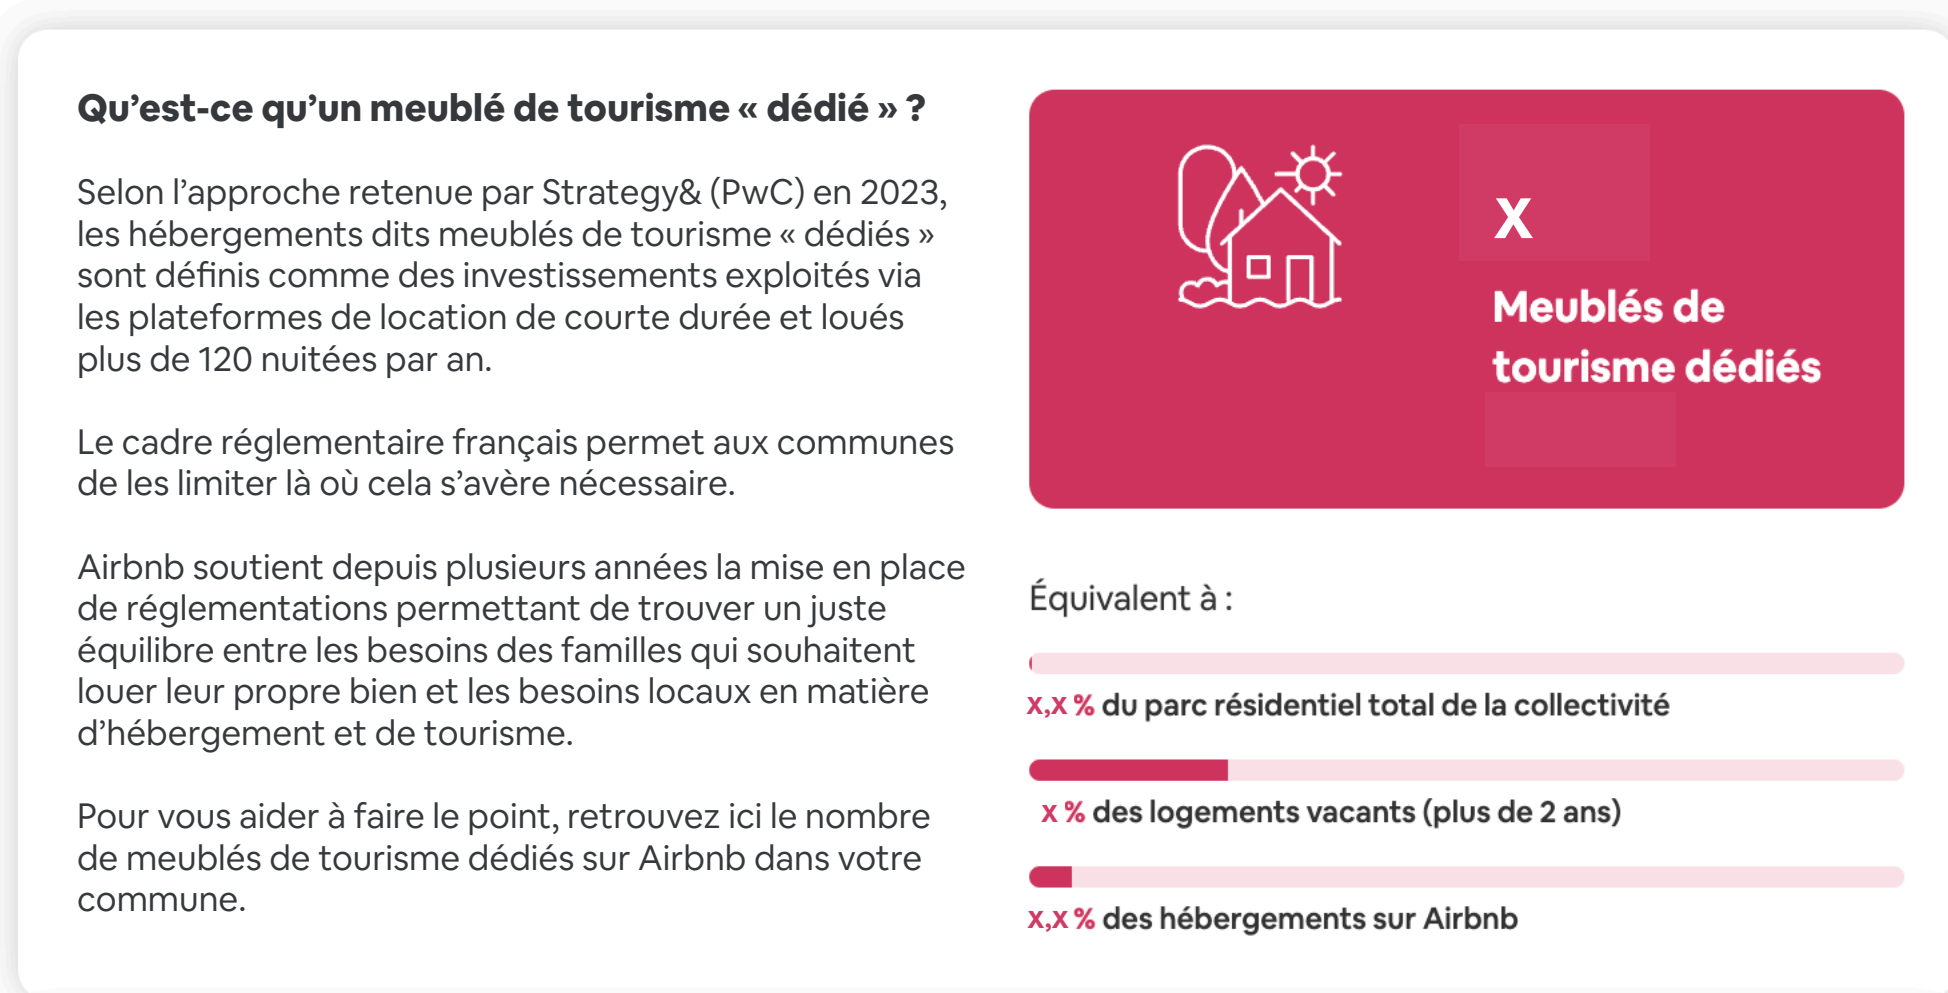 Qu’est-ce qu’un meublé de tourisme « dédié » ?
Selon l’approche retenue par Strategy& (PwC) en 2023,
les hébergements dits meublés de tourisme « dédiés »
sont définis comme des investissements exploités via
les plateformes de location de courte durée et loués
plus de 120 nuitées par an.
Le cadre réglementaire français permet aux communes
de les limiter là où cela s’avère nécessaire.
Airbnb soutient depuis plusieurs années la mise en place
de réglementations permettant de trouver un juste
équilibre entre les besoins des familles qui souhaitent
louer leur propre bien et les besoins locaux en matière
d’hébergement et de tourisme.
Pour vous aider à faire le point, retrouvez ici le nombre
de meublés de tourisme dédiés sur Airbnb dans votre
commune.
X
Meublés de
tourisme dédiés
Équivalent à :
X,X % du parc résidentiel total de la collectivité
X % des logements vacants (plus de 2 ans)
X,X % des hébergements sur Airbnb